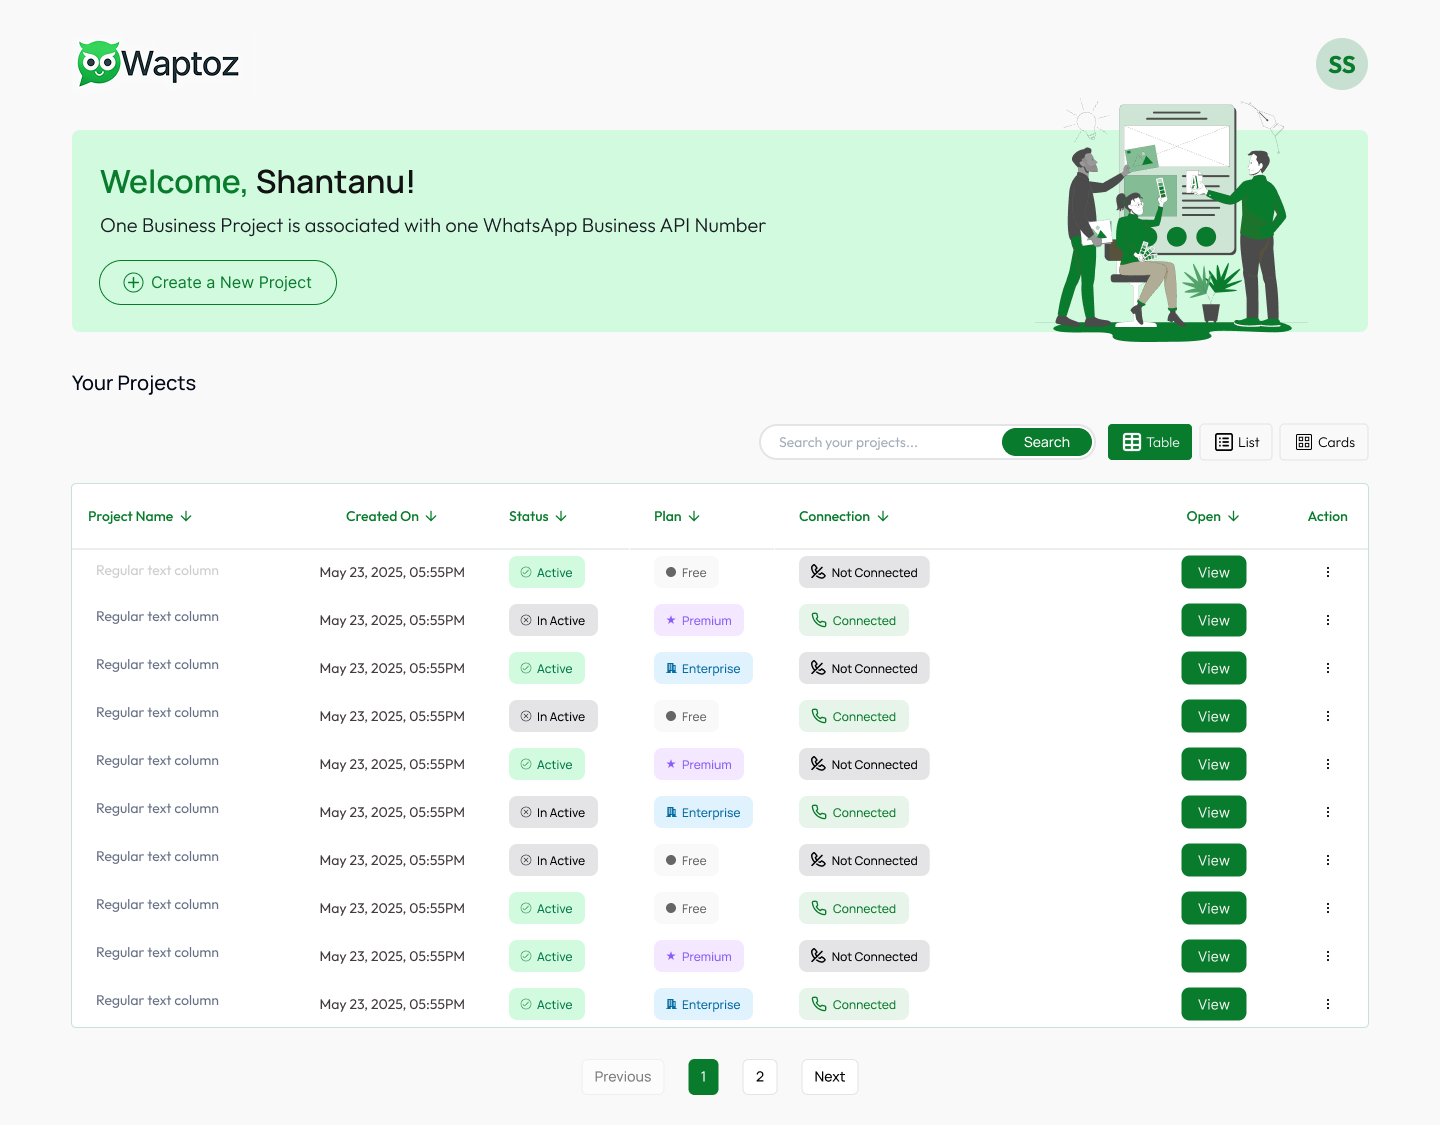 Waptoz
SS
Welcome, Shantanu!
One Business Project is associated with one WhatsApp Business API Number
Create a New Project
A
Your Projects
Search your projects... Search Table List Cards
Project Name Created On Status Plan Connection Open Action
Regular text column May 23, 2025, 05:55PM Active Free Not Connected View
Regular text column May 23, 2025, 05:55PM In Active Premium Connected View
Regular text column May 23, 2025, 05:55PM Active Enterprise Not Connected View
Regular text column May 23, 2025, 05:55PM In Active Free Connected View
Regular text column May 23, 2025, 05:55PM Active Premium Not Connected View
Regular text column May 23, 2025, 05:55PM In Active Enterprise Connected View
Regular text column May 23, 2025, 05:55PM In Active Free Not Connected View
Regular text column May 23, 2025, 05:55PM Active Free Connected View
Regular text column May 23, 2025, 05:55PM Active Premium Not Connected View
Regular text column May 23, 2025, 05:55PM Active Enterprise Connected View
Previous 1 2 Next